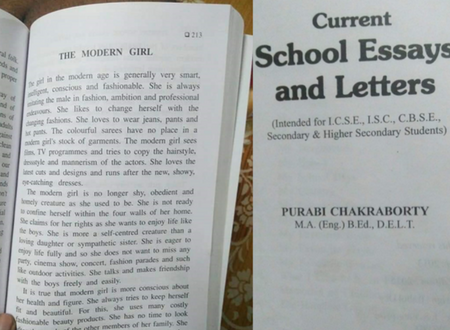 213
THE MODERN GIRL
The girl in the modern age is generally very smart,
intelligent, conscious and fashionable. She is always
imitating the male in fashion, ambition and professional
endeavours. She likes to change herself with the
changing fashions. She loves to wear jeans, pants and
hot pants. The colourful sarees have no place in a
modern girl's stock of garments. The modern girl sees
films, TV programmes and tries to copy the hairstyle,
dressstyle and mannerism of the actors. She loves the
latest cuts and designs and runs after the new, showy,
eye-catching dresses.
The modern girl is no longer shy, obedient and
homely creature as she used to be. She is not ready
to confine herself within the four walls of her home.
She claims for her rights as she wants to enjoy life like
the boys. She is more a self-centred creature than a
loving daughter or sympathetic sister. She is eager to
enjoy life fully and so she does not want to miss any
party, cinema show, concert, fashion parades and such
like outdoor activities. She talks and makes friendship
with the boys freely and easily.
It is true that modern girl is more conscious about
her health and figure. She always tries to keep herself
fit and beautiful. For this, she uses many costly
fashionable beauty products. She has no time to look
of the other members of her family. She
Current
School Essays
and Letters
(Intended for I.C.S.E., I.S.C., C.B.S.E.,
Secondary & Higher Secondary Students)
PURABI CHAKRABORTY
M.A. (Eng.) B.Ed., D.E.L.T.